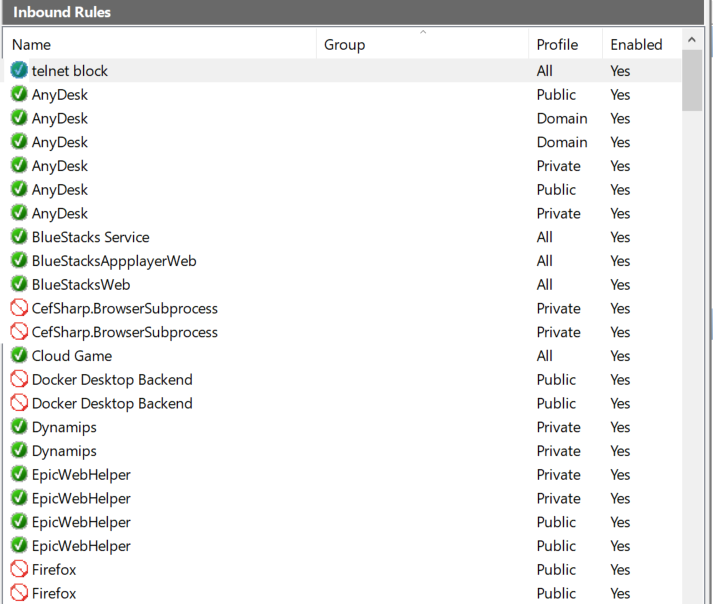 Inbound Rules
Name Group Profile Enabled
telnet block All Yes
AnyDesk Public Yes
AnyDesk Domain Yes
AnyDesk Domain Yes
AnyDesk Private Yes
AnyDesk Public Yes
AnyDesk Private Yes
BlueStacks Service All Yes
BlueStacksAppplayerWeb All Yes
BlueStacksWeb All Yes
CefSharp.BrowserSubprocess Private Yes
CefSharp.BrowserSubprocess Private Yes
Cloud Game All Yes
Docker Desktop Backend Public Yes
Docker Desktop Backend Public Yes
Dynamips Private Yes
Dynamips Private Yes
EpicWebHelper Private Yes
EpicWebHelper Private Yes
EpicWebHelper Public Yes
EpicWebHelper Public Yes
Firefox Public Yes
Firefox Public Yes